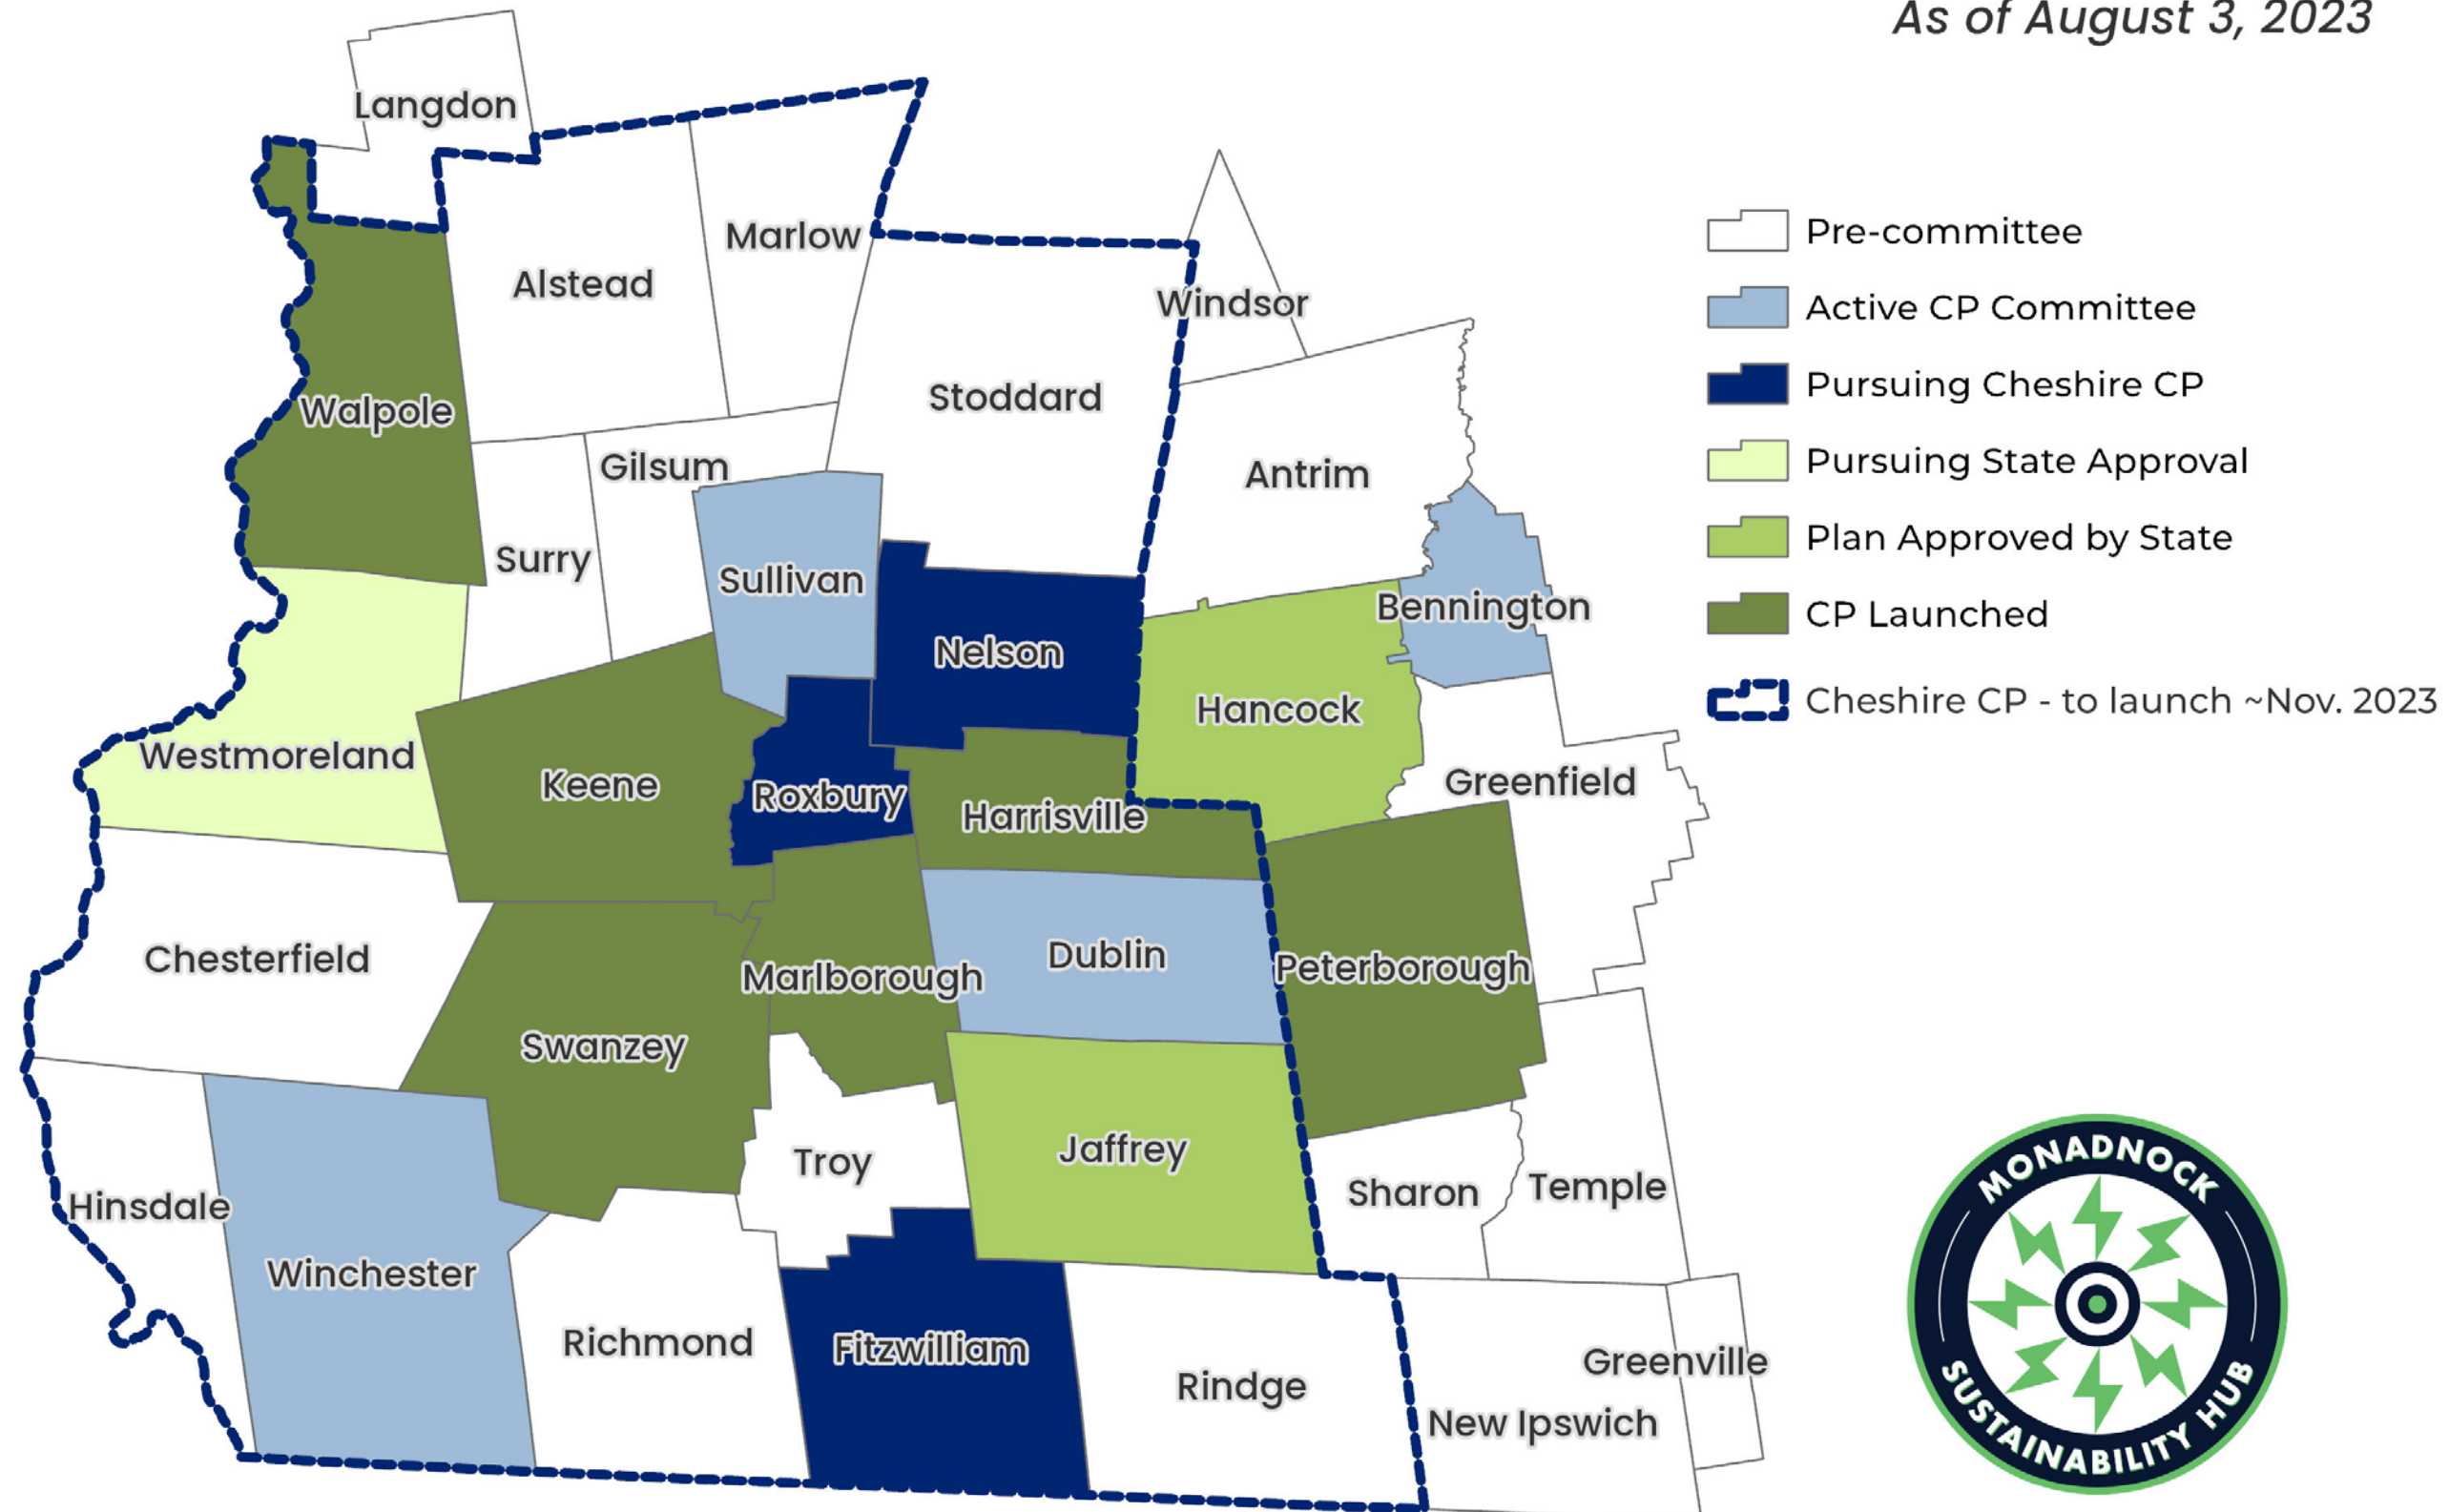 As of August 3, 2023
Langdon
Marlow
Alstead
Windsor
Stoddard
Walpole
Gilsum
Antrim
Surry
Sullivan
Bennington
Nelson
Hancock
Westmoreland
Keene
Roxbury
Harrisville
Greenfield
Chesterfield
Dublin
Peterborough
Marlborough
Swanzey
Jaffrey
Troy
Sharon
Temple
Hinsdale
Winchester
Richmond
Fitzwilliam
Rindge
Greenville
New Ipswich
Pre-committee
Active CP Committee
Pursuing Cheshire CP
Pursuing State Approval
Plan Approved by State
CP Launched
Cheshire CP - to launch ~Nov. 2023
MONADNOCK
SUSTAINABILITY HUB